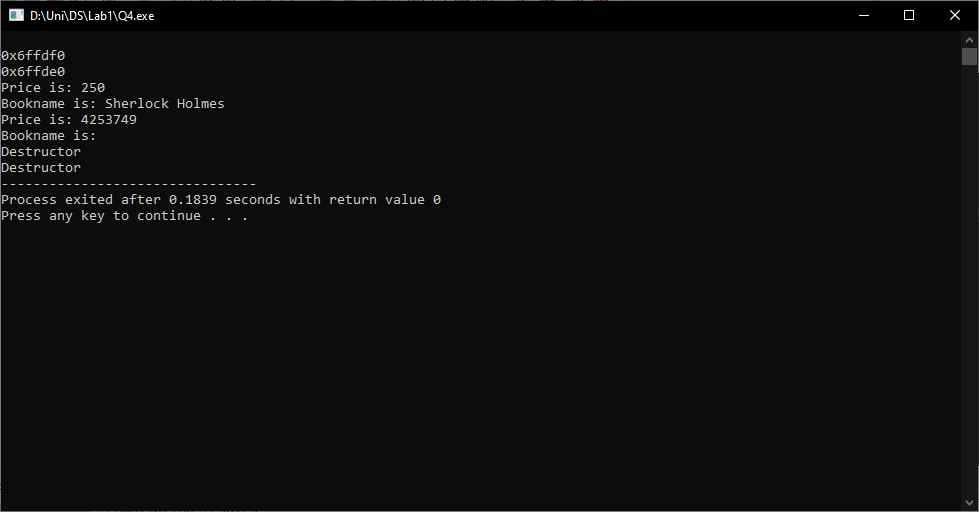 D:\Uni\DS\Lab1\Q4.exe
0x6ffdf0
0x6ffde0
Price is: 250
Bookname is: Sherlock Holmes
Price is: 4253749
Bookname is:
Destructor
Destructor
--------------------------------
Process exited after 0.1839 seconds with return value 0
Press any key to continue . . .